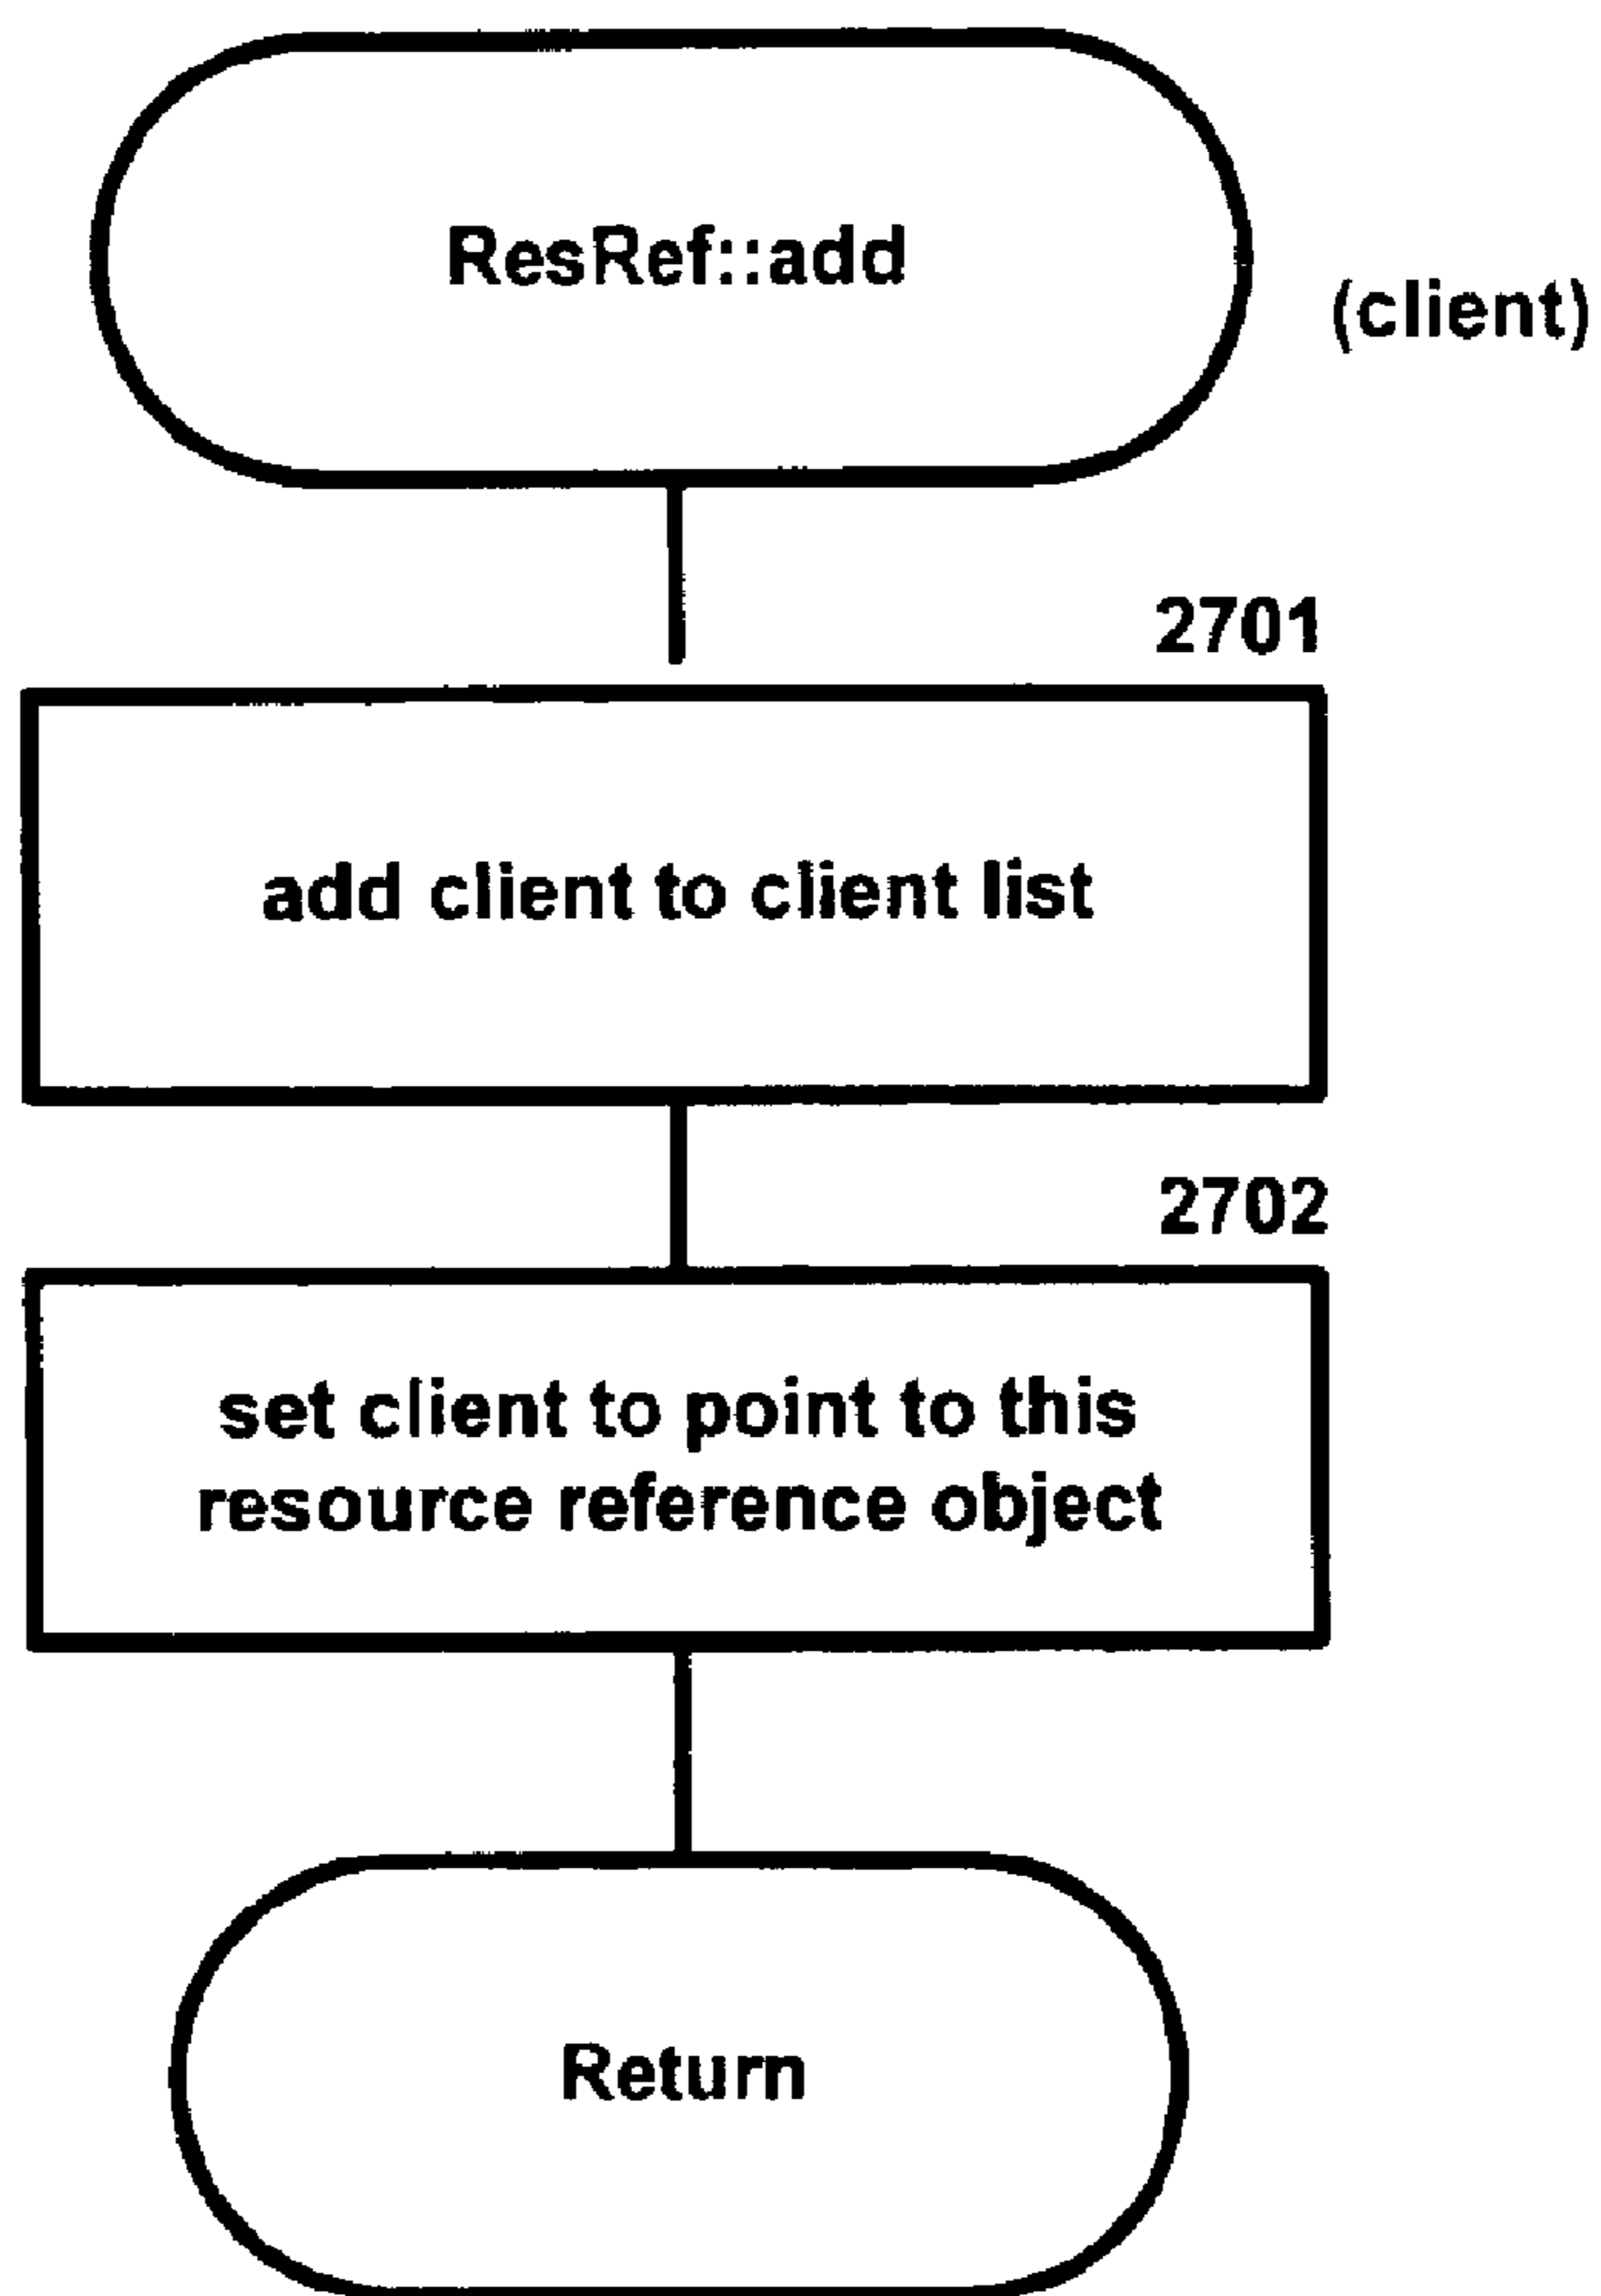 ResRef::add
(client)
2701
add client to client list
2702
set client to point to this
resource reference object
Return